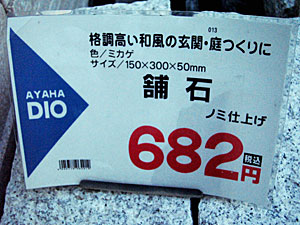 013
格調高い和風の玄関・庭つくりに
色／ミカゲ
サイズ／150×300×50mm
AYAHA
DIO
舗石
ノミ仕上げ
682円
税込